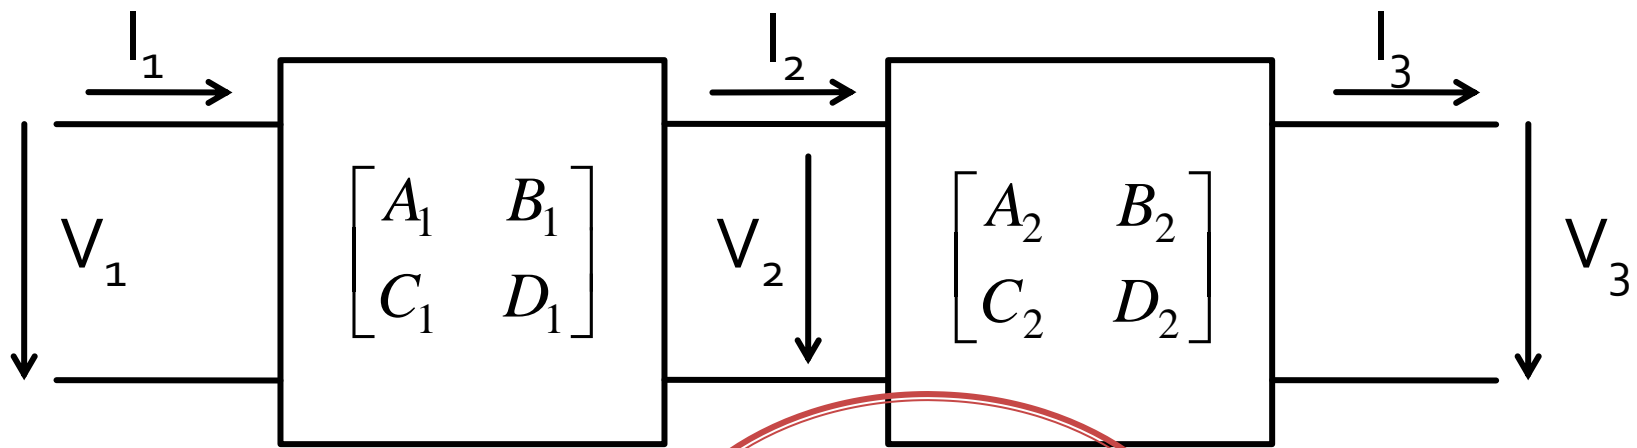 I₁ I₂ I₃
A₁ B₁ A₂ B₂
V₁ V₂ V₃
C₁ D₁ C₂ D₂